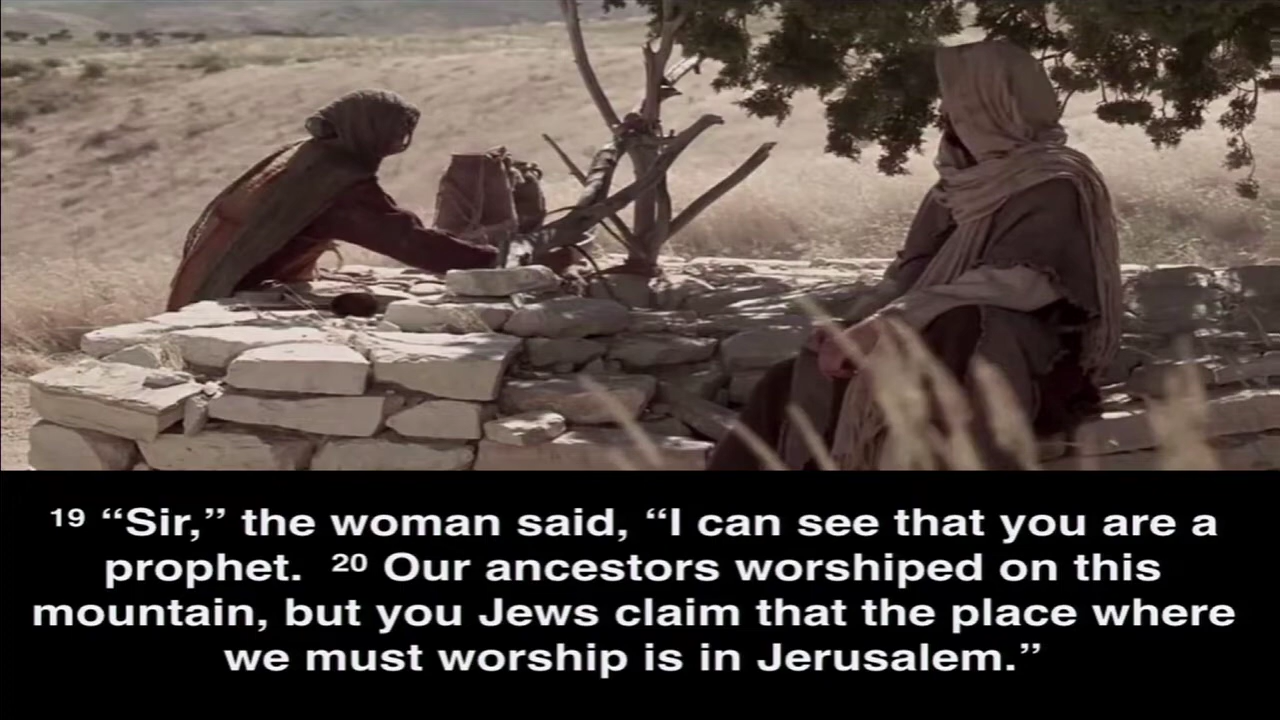 ¹⁹ “Sir,” the woman said, “I can see that you are a
prophet.  ²⁰ Our ancestors worshiped on this
mountain, but you Jews claim that the place where
we must worship is in Jerusalem.”